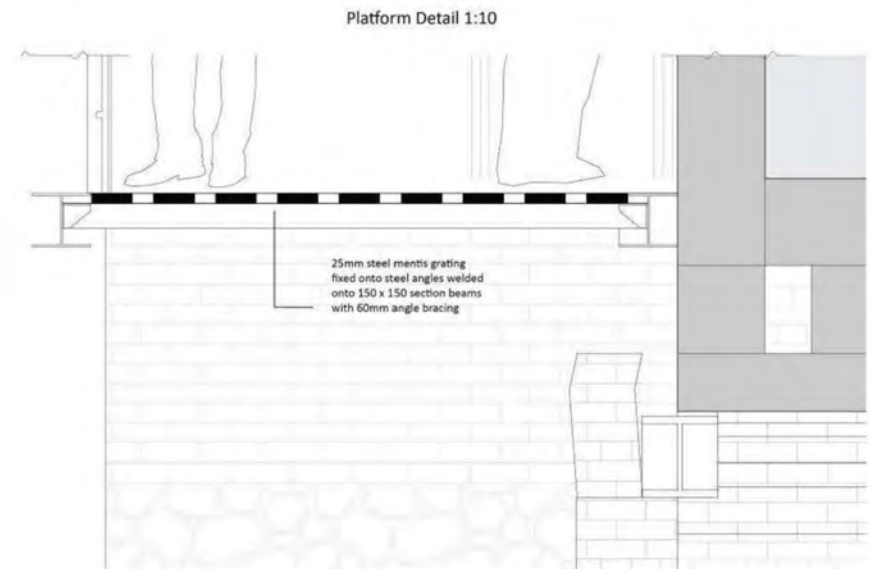 Platform Detail 1:10
25mm steel mentis grating
fixed onto steel angles welded
onto 150 x 150 section beams
with 60mm angle bracing